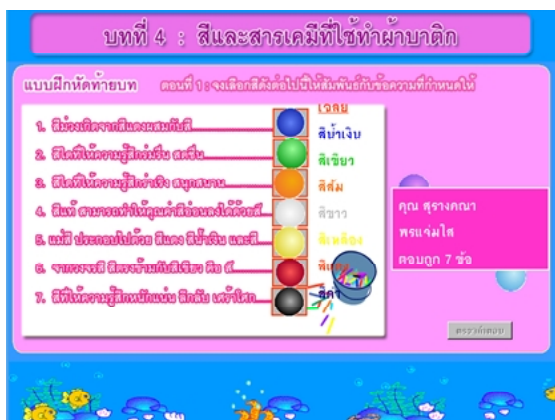 บทที่ 4 : สีและสารเคมีที่ใช้ทำผ้าบาติก
แบบฝึกหัดท้ายบท ตอนที่ 1 : จงเลือกสีดังต่อไปนี้ให้สัมพันธ์กับข้อความที่กำหนดให้
เฉลย
1. สีม่วงเกิดจากสีแดงผสมกับสี สีน้ำเงิน
2. สีใดที่ให้ความรู้สึกร่มรื่น สดชื่น สีเขียว
3. สีใดที่ให้ความรู้สึกร่าเริง สนุกสนาน สีส้ม
4. สีแท้ สามารถทำให้คุณค่าสีอ่อนลงได้ด้วยสี สีขาว
5. แม่สี ประกอบไปด้วย สีแดง สีน้ำเงิน และสี สีเหลือง
6. จากวงจรสี สีตรงข้ามกับสีเขียว คือ สี สีแดง
7. สีที่ให้ความรู้สึกหนักแน่น ลึกลับ เศร้าโศก สีดำ
คุณ สุรางคณา
พรแจ่มใส
ตอบถูก 7 ข้อ
ตรวจคำตอบ